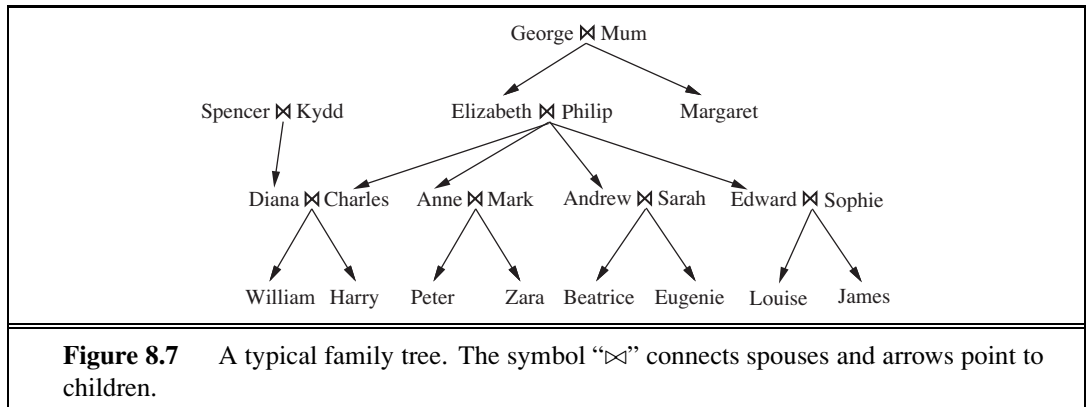 George ⋈ Mum
Spencer ⋈ Kydd Elizabeth ⋈ Philip Margaret
Diana ⋈ Charles Anne ⋈ Mark Andrew ⋈ Sarah Edward ⋈ Sophie
William Harry Peter Zara Beatrice Eugenie Louise James
Figure 8.7 A typical family tree. The symbol “⋈” connects spouses and arrows point to
children.